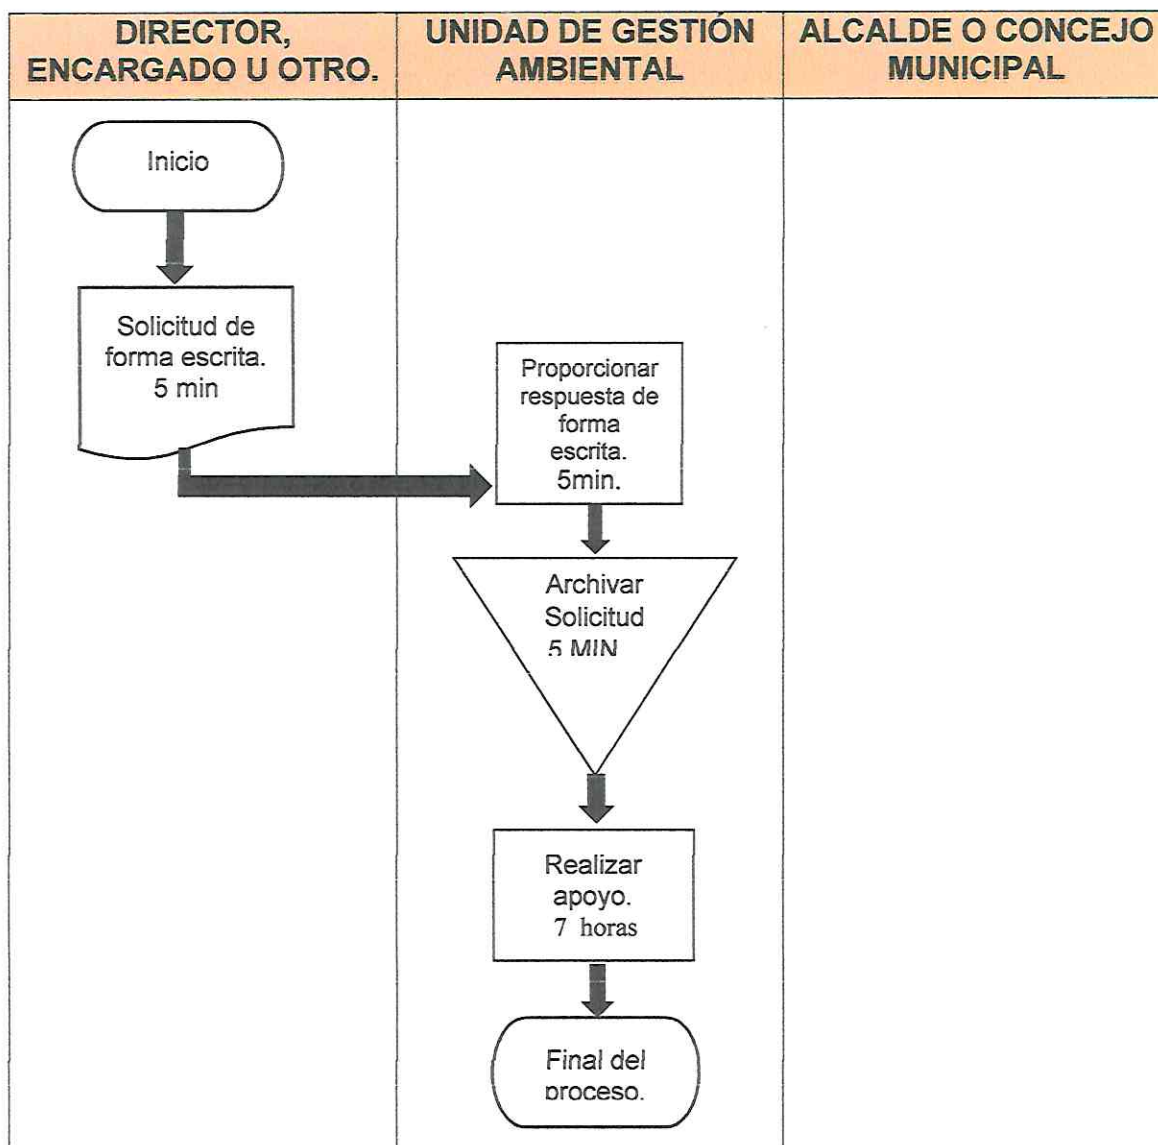 DIRECTOR,
ENCARGADO U OTRO.
UNIDAD DE GESTIÓN
AMBIENTAL
ALCALDE O CONCEJO
MUNICIPAL
Inicio
Solicitud de
forma escrita.
5 min
Proporcionar
respuesta de
forma
escrita.
5min.
Archivar
Solicitud
5 MIN
Realizar
apoyo.
7 horas
Final del
proceso.